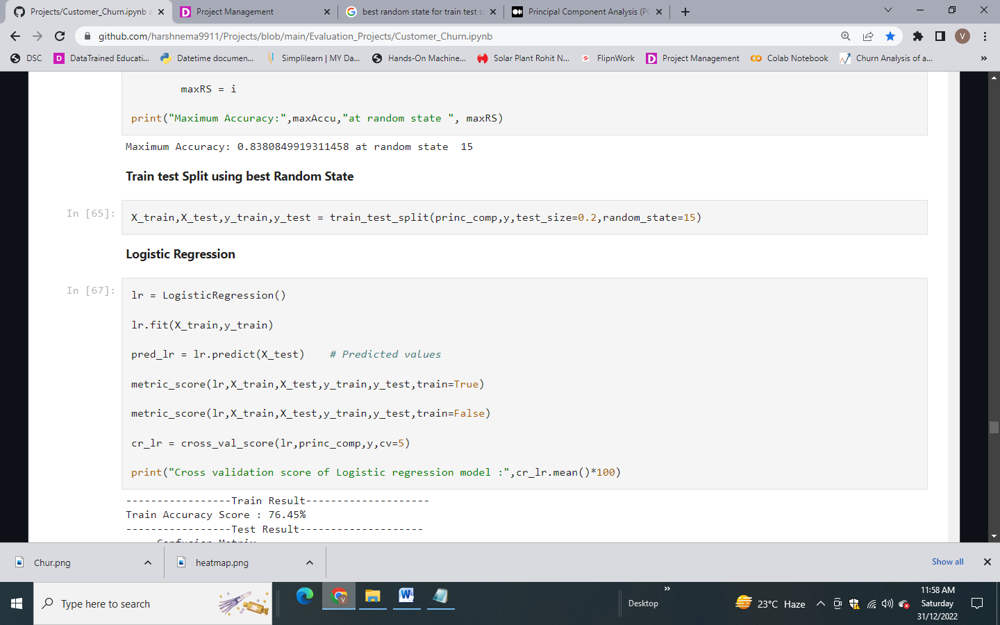 Projects/Customer_Churn.ipynb a
Project Management
best random state for train test s
Principal Component Analysis (PC
github.com/harshnema9911/Projects/blob/main/Evaluation_Projects/Customer_Churn.ipynb
V
DSC
DataTrained Educati...
Datetime documen...
Simplilearn | MY Da...
Hands-On Machine...
Solar Plant Rohit N...
FlipnWork
Project Management
Colab Notebook
Churn Analysis of a...
»
maxRS = i
print("Maximum Accuracy:",maxAccu,"at random state ", maxRS)
Maximum Accuracy: 0.8380849919311458 at random state  15
Train test Split using best Random State
In [65]:
X_train,X_test,y_train,y_test = train_test_split(princ_comp,y,test_size=0.2,random_state=15)
Logistic Regression
In [67]:
lr = LogisticRegression()
lr.fit(X_train,y_train)
pred_lr = lr.predict(X_test)    # Predicted values
metric_score(lr,X_train,X_test,y_train,y_test,train=True)
metric_score(lr,X_train,X_test,y_train,y_test,train=False)
cr_lr = cross_val_score(lr,princ_comp,y,cv=5)
print("Cross validation score of Logistic regression model :",cr_lr.mean()*100)
-----------------Train Result--------------------
Train Accuracy Score : 76.45%
-----------------Test Result--------------------
Confusion Matrix
Chur.png
heatmap.png
Show all
Type here to search
Desktop
»
23°C Haze
11:58 AM
Saturday
31/12/2022